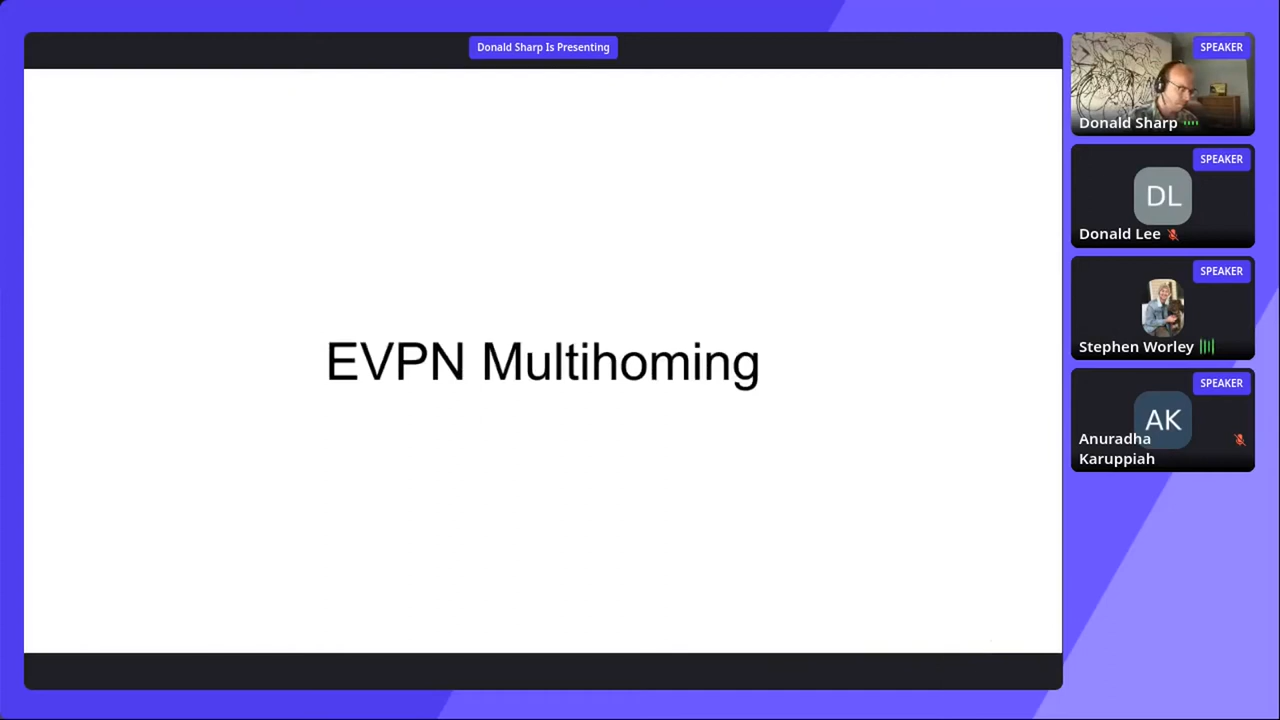 Donald Sharp Is Presenting
EVPN Multihoming
SPEAKER
Donald Sharp
SPEAKER
DL
Donald Lee
SPEAKER
Stephen Worley
SPEAKER
AK
Anuradha
Karuppiah